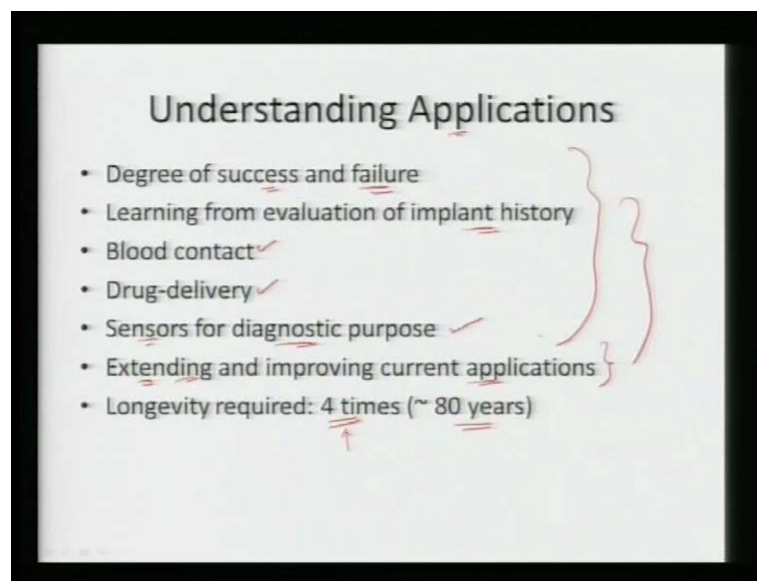 Understanding Applications
• Degree of success and failure
• Learning from evaluation of implant history
• Blood contact
• Drug-delivery
• Sensors for diagnostic purpose
• Extending and improving current applications
• Longevity required: 4 times (~ 80 years)